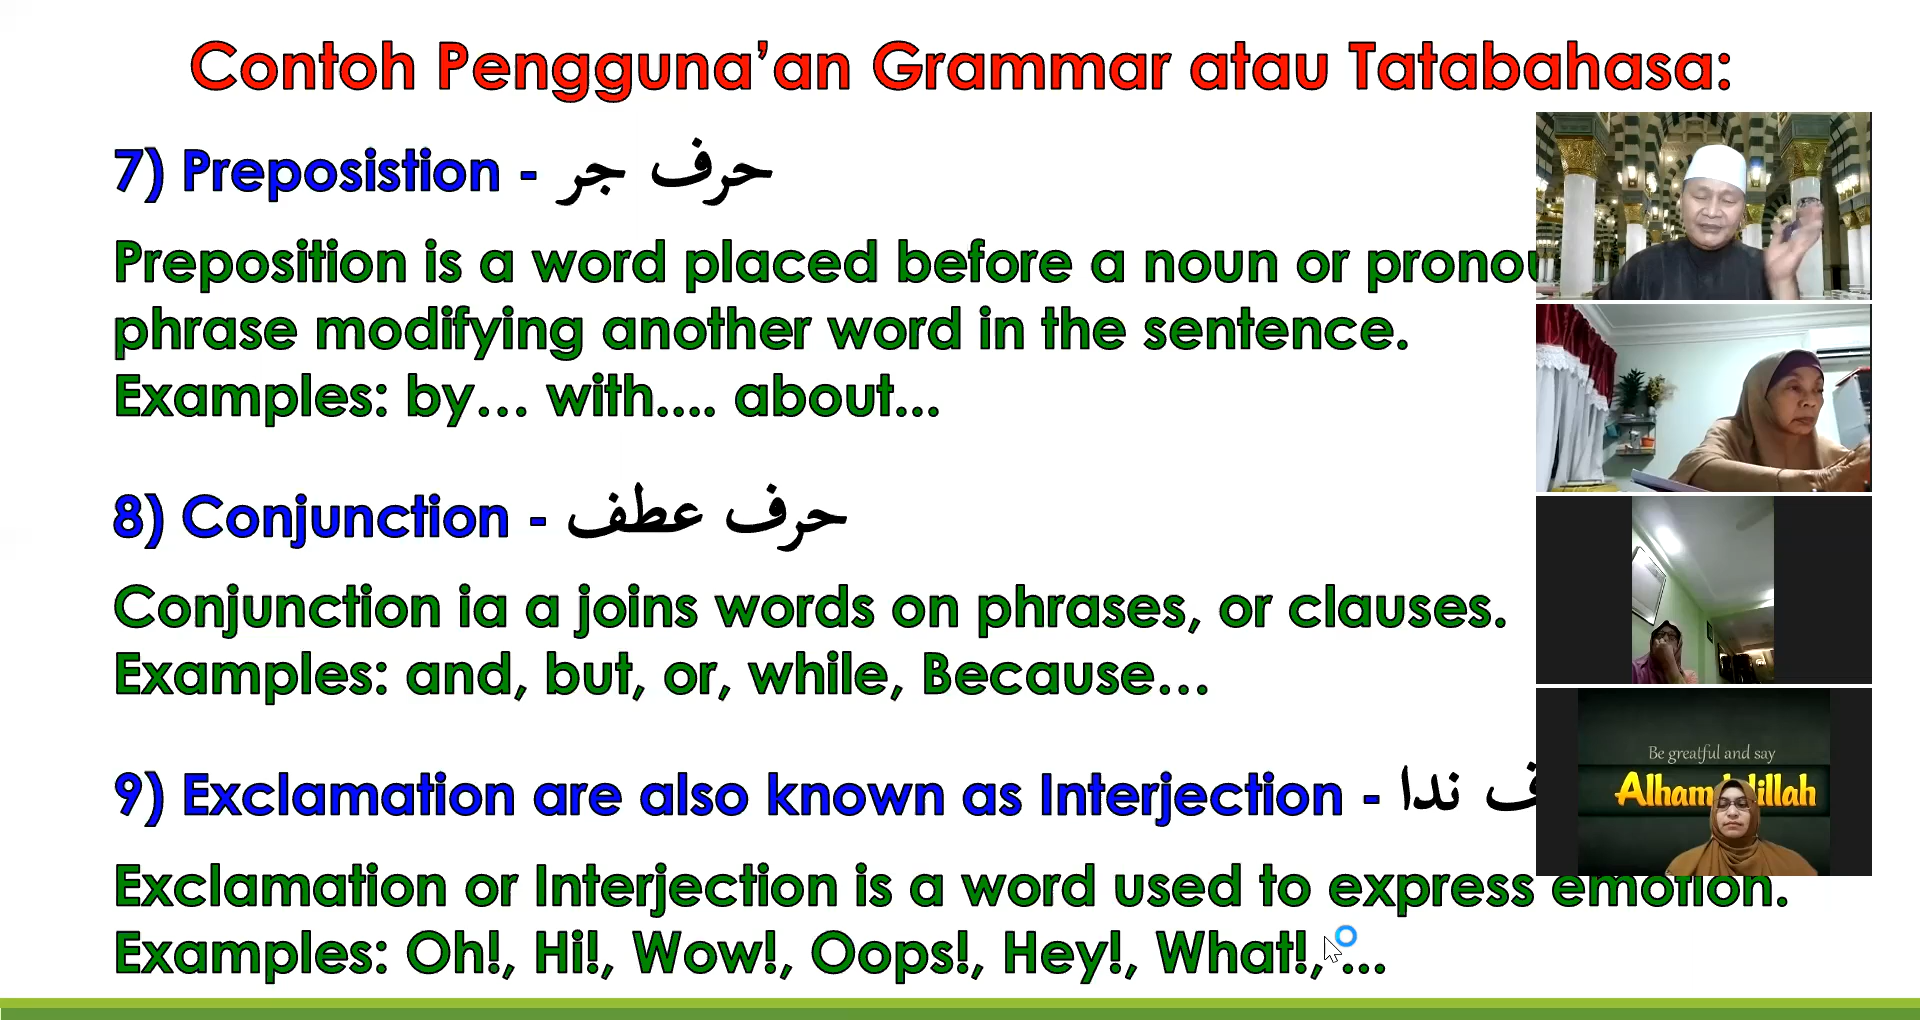 Contoh Pengguna’an Grammar atau Tatabahasa:
7) Preposistion - حرف جر
Preposition is a word placed before a noun or
phrase modifying another word in the sentence.
Examples: by… with.... about...
8) Conjunction - حرف عطف
Conjunction ia a joins words on phrases, or clauses.
Examples: and, but, or, while, Because…
9) Exclamation are also known as Interjection - ندا
Exclamation or Interjection is a word used to express emotion.
Examples: Oh!, Hi!, Wow!, Oops!, Hey!, What!, ...
Be greatful and say